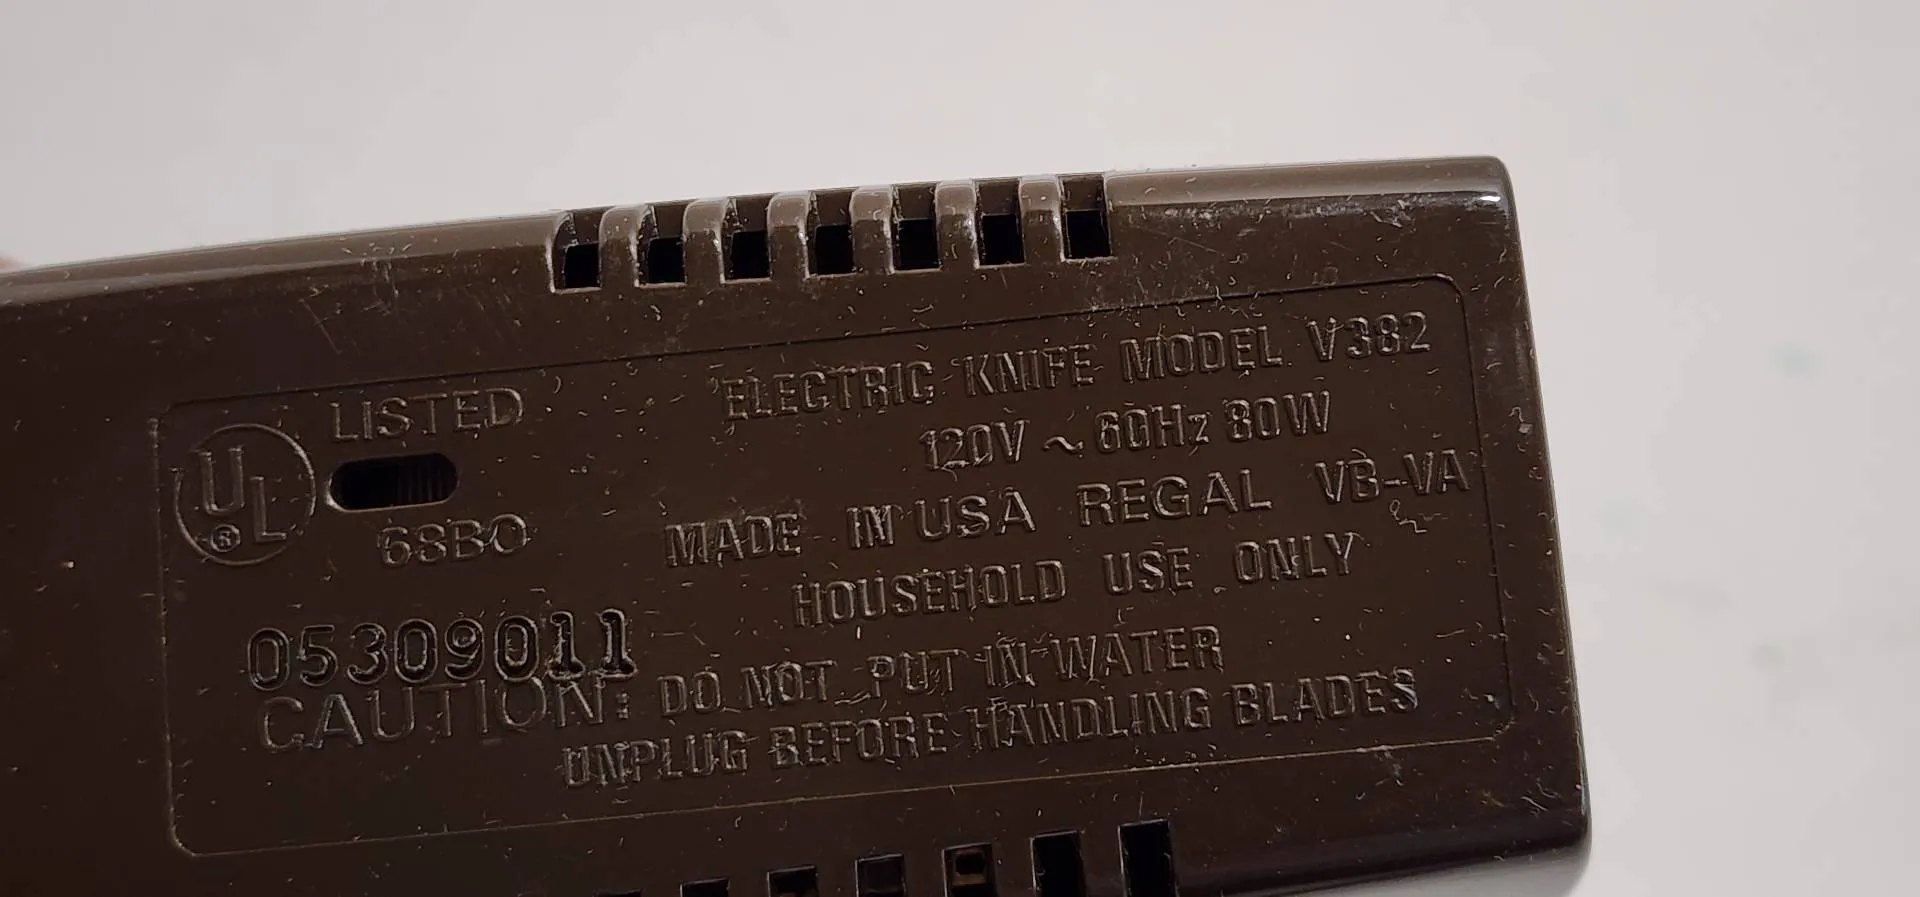 ELECTRIC KNIFE MODEL V382
120V ~ 60Hz 80W
MADE IN USA REGAL VB-VA
HOUSEHOLD USE ONLY
UL® LISTED
68B0
05309011
CAUTION: DO NOT PUT IN WATER
UNPLUG BEFORE HANDLING BLADES